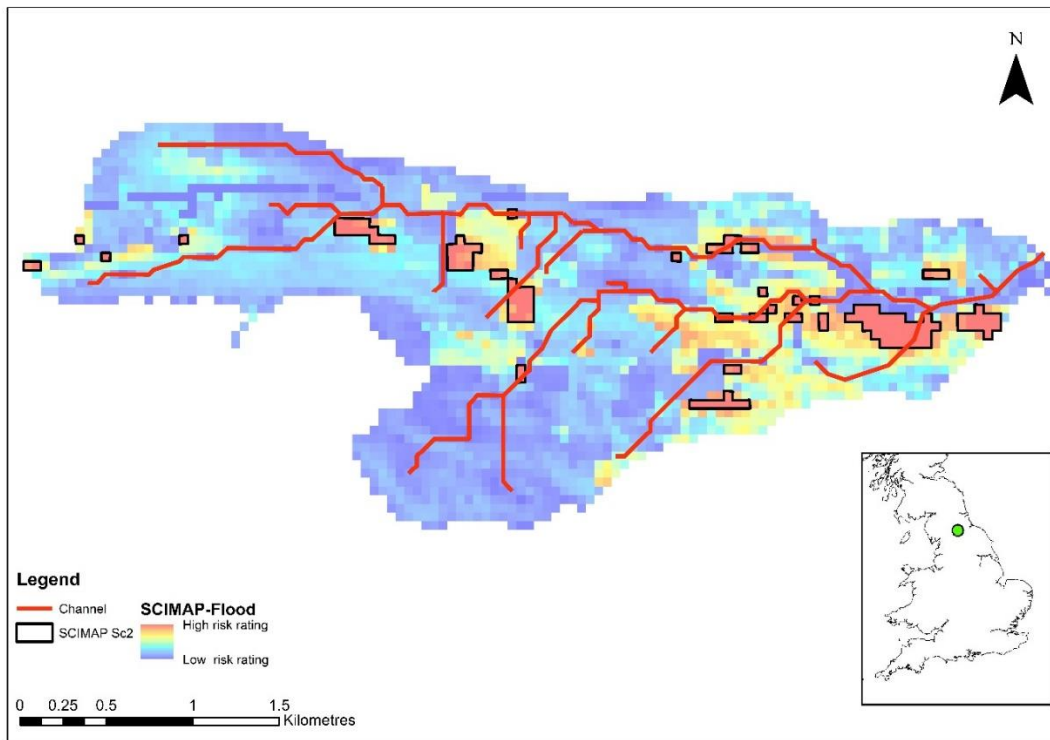 N
Legend
Channel
SCIMAP Sc2
SCIMAP-Flood
High risk rating
Low risk rating
0 0.25 0.5 1 1.5
Kilometres